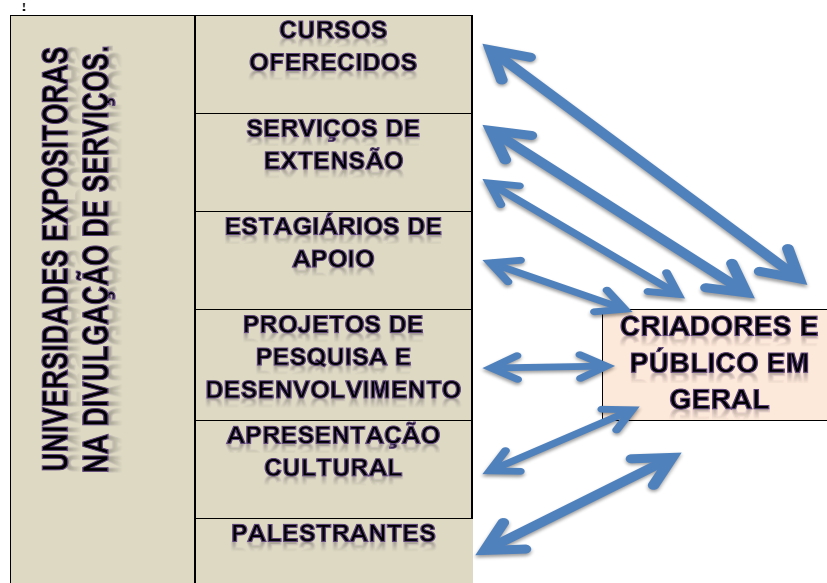 !
UNIVERSIDADES EXPOSITORAS
NA DIVULGAÇÃO DE SERVIÇOS.
CURSOS
OFERECIDOS
SERVIÇOS DE
EXTENSÃO
ESTAGIÁRIOS DE
APOIO
PROJETOS DE
PESQUISA E
DESENVOLVIMENTO
APRESENTAÇÃO
CULTURAL
PALESTRANTES
CRIADORES E
PÚBLICO EM
GERAL